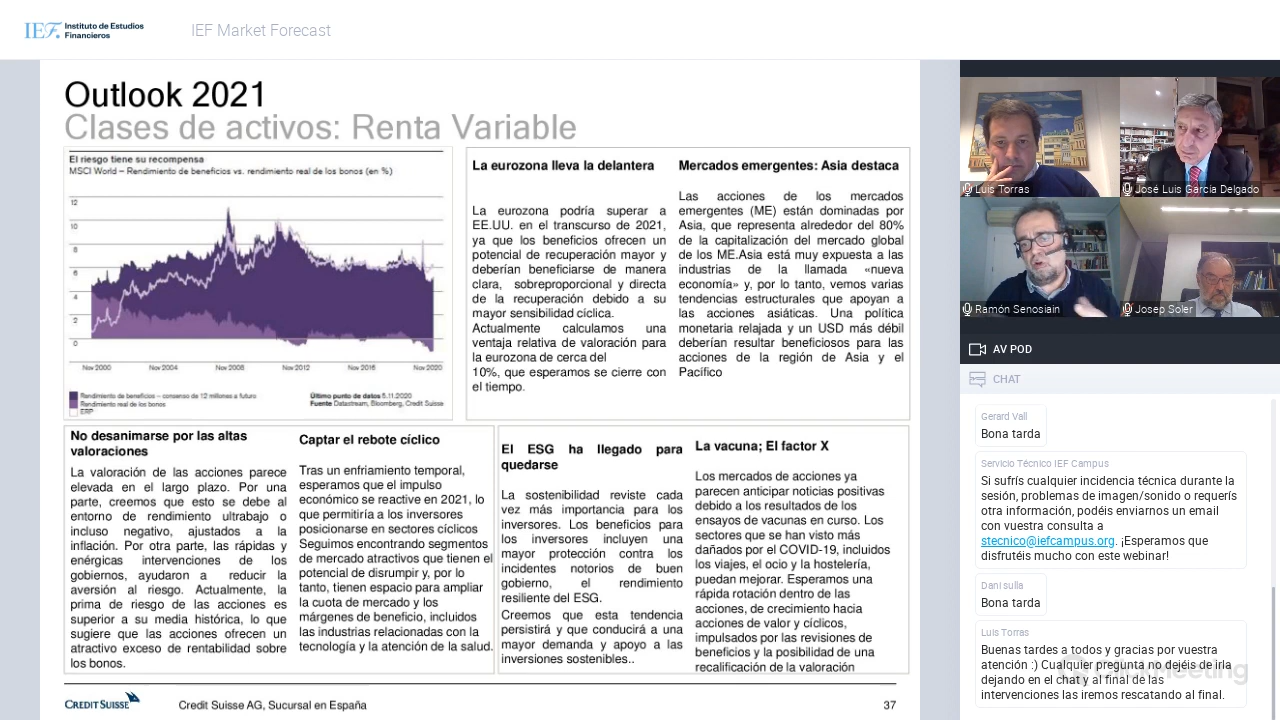 IEF. Instituto de Estudios
Financieros
IEF Market Forecast
Outlook 2021
Clases de activos: Renta Variable
El riesgo tiene su recompensa
MSCI World – Rendimiento de beneficios vs. rendimiento real de los bonos (en %)
12
10
8
6
4
2
0
Nov 2000 Nov 2004 Nov 2008 Nov 2012 Nov 2016 Nov 2020
Rendimiento de beneficios – consenso de 12 millones a futuro
Rendimiento real de los bonos
ERP
Último punto de datos 5.11.2020
Fuente Datastream, Bloomberg, Credit Suisse
La eurozona lleva la delantera
La eurozona podría superar a
EE.UU. en el transcurso de 2021,
ya que los beneficios ofrecen un
potencial de recuperación mayor y
deberían beneficiarse de manera
clara, sobreproporcional y directa
de la recuperación debido a su
mayor sensibilidad cíclica.
Actualmente calculamos una
ventaja relativa de valoración para
la eurozona de cerca del
10%, que esperamos se cierre con
el tiempo.
Mercados emergentes: Asia destaca
Las acciones de los mercados
emergentes (ME) están dominadas por
Asia, que representa alrededor del 80%
de la capitalización del mercado global
de los ME.Asia está muy expuesta a las
industrias de la llamada «nueva
economía» y, por lo tanto, vemos varias
tendencias estructurales que apoyan a
las acciones asiáticas. Una política
monetaria relajada y un USD más débil
deberían resultar beneficiosos para las
acciones de la región de Asia y el
Pacífico
No desanimarse por las altas
valoraciones
La valoración de las acciones parece
elevada en el largo plazo. Por una
parte, creemos que esto se debe al
entorno de rendimiento ultrabajo o
incluso negativo, ajustados a la
inflación. Por otra parte, las rápidas y
enérgicas intervenciones de los
gobiernos, ayudaron a reducir la
aversión al riesgo. Actualmente, la
prima de riesgo de las acciones es
superior a su media histórica, lo que
sugiere que las acciones ofrecen un
atractivo exceso de rentabilidad sobre
los bonos.
Captar el rebote cíclico
Tras un enfriamiento temporal,
esperamos que el impulso
económico se reactive en 2021, lo
que permitiría a los inversores
posicionarse en sectores cíclicos
Seguimos encontrando segmentos
de mercado atractivos que tienen el
potencial de disrumpir y, por lo
tanto, tienen espacio para ampliar
la cuota de mercado y los
márgenes de beneficio, incluidos
las industrias relacionadas con la
tecnología y la atención de la salud.
El ESG ha llegado para
quedarse
La sostenibilidad reviste cada
vez más importancia para los
inversores. Los beneficios para
los inversores incluyen una
mayor protección contra los
incidentes notorios de buen
gobierno, el rendimiento
resiliente del ESG.
Creemos que esta tendencia
persistirá y que conducirá a una
mayor demanda y apoyo a las
inversiones sostenibles..
La vacuna; El factor X
Los mercados de acciones ya
parecen anticipar noticias positivas
debido a los resultados de los
ensayos de vacunas en curso. Los
sectores que se han visto más
dañados por el COVID-19, incluidos
los viajes, el ocio y la hostelería,
puedan mejorar. Esperamos una
rápida rotación dentro de las
acciones, de crecimiento hacia
acciones de valor y cíclicos,
impulsados por las revisiones de
beneficios y la posibilidad de una
recalificación de la valoración
CREDIT SUISSE
Credit Suisse AG, Sucursal en España
37
Luis Torras
José Luis García Delgado
Ramón Senosiain
Josep Soler
AV POD
CHAT
Gerard Vall
Bona tarda
Servicio Técnico IEF Campus
Si sufrís cualquier incidencia técnica durante la
sesión, problemas de imagen/sonido o requerís
otra información, podéis enviarnos un email
con vuestra consulta a
stecnico@iefcampus.org. ¡Esperamos que
disfrutéis mucho con este webinar!
Dani sulla
Bona tarda
Luis Torras
Buenas tardes a todos y gracias por vuestra
atención :) Cualquier pregunta no dejéis de irla
dejando en el chat y al final de las
intervenciones las iremos rescatando al final.
ClickMeeting